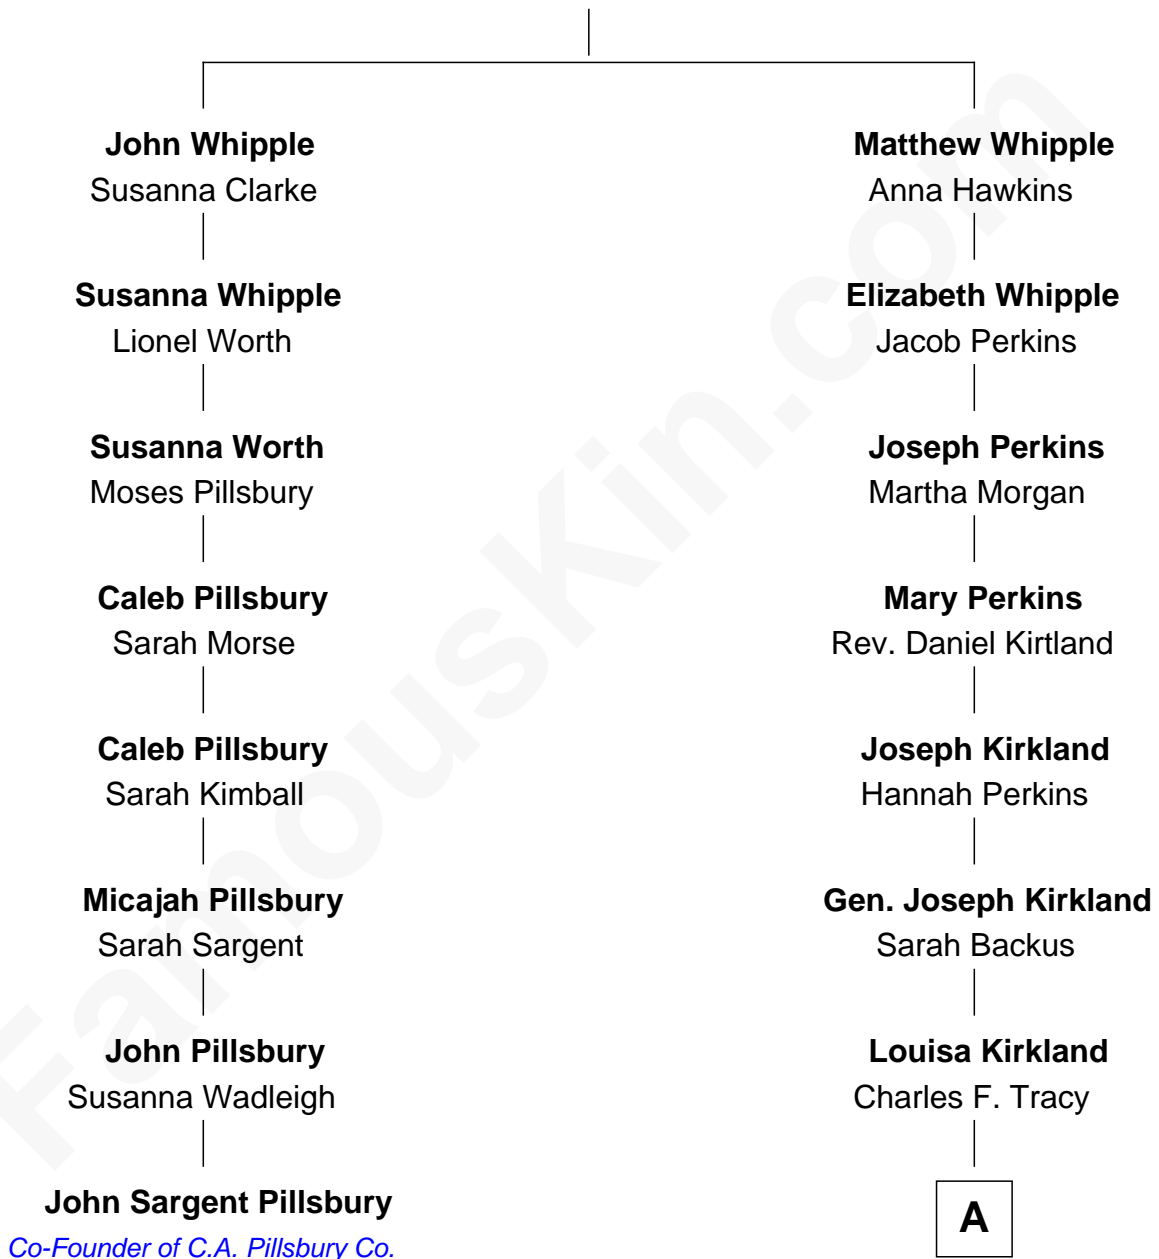 John Whipple
Susanna Clarke
Susanna Whipple
Lionel Worth
Susanna Worth
Moses Pillsbury
Caleb Pillsbury
Sarah Morse
Caleb Pillsbury
Sarah Kimball
Micajah Pillsbury
Sarah Sargent
John Pillsbury
Susanna Wadleigh
John Sargent Pillsbury
Co-Founder of C.A. Pillsbury Co.
Matthew Whipple
Anna Hawkins
Elizabeth Whipple
Jacob Perkins
Joseph Perkins
Martha Morgan
Mary Perkins
Rev. Daniel Kirtland
Joseph Kirkland
Hannah Perkins
Gen. Joseph Kirkland
Sarah Backus
Louisa Kirkland
Charles F. Tracy
A
FamousKin.com